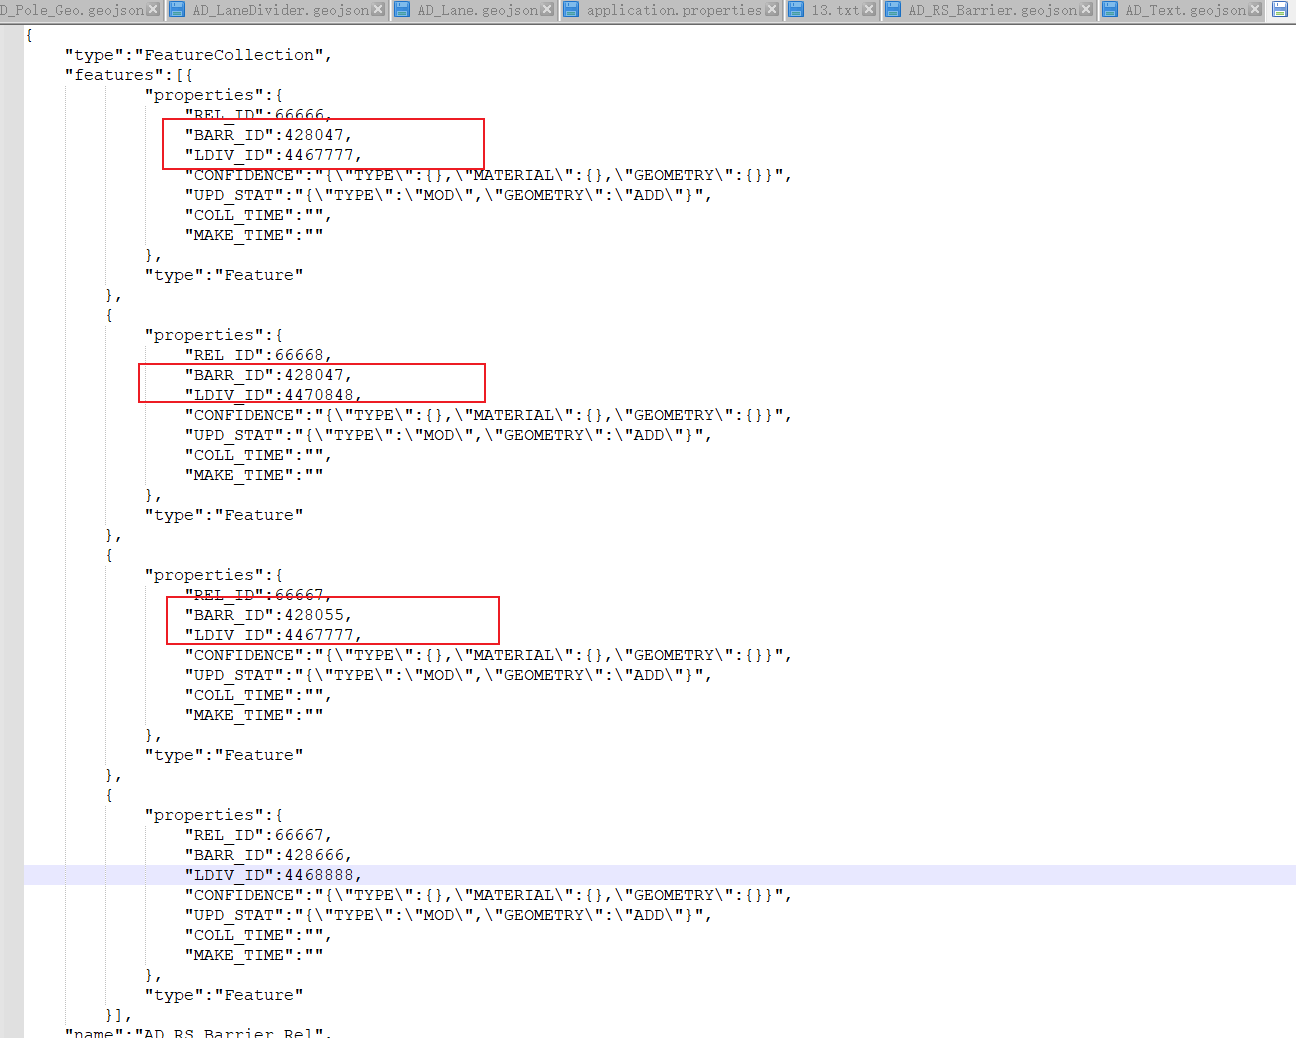 D_Pole_Geo.geojson AD_LaneDivider.geojson AD_Lane.geojson application.properties 13.txt AD_RS_Barrier.geojson AD_Text.geojson
{
"type":"FeatureCollection",
"features":[{
"properties":{
"REL_ID":66666,
"BARR_ID":428047,
"LDIV_ID":4467777,
"CONFIDENCE":"{\"TYPE\":{},\"MATERIAL\":{},\"GEOMETRY\":{}}",
"UPD_STAT":"{\"TYPE\":\"MOD\",\"GEOMETRY\":\"ADD\"}",
"COLL_TIME":"",
"MAKE_TIME":""
},
"type":"Feature"
},
{
"properties":{
"REL_ID":66668,
"BARR_ID":428047,
"LDIV_ID":4470848,
"CONFIDENCE":"{\"TYPE\":{},\"MATERIAL\":{},\"GEOMETRY\":{}}",
"UPD_STAT":"{\"TYPE\":\"MOD\",\"GEOMETRY\":\"ADD\"}",
"COLL_TIME":"",
"MAKE_TIME":""
},
"type":"Feature"
},
{
"properties":{
"REL_ID":66667,
"BARR_ID":428055,
"LDIV_ID":4467777,
"CONFIDENCE":"{\"TYPE\":{},\"MATERIAL\":{},\"GEOMETRY\":{}}",
"UPD_STAT":"{\"TYPE\":\"MOD\",\"GEOMETRY\":\"ADD\"}",
"COLL_TIME":"",
"MAKE_TIME":""
},
"type":"Feature"
},
{
"properties":{
"REL_ID":66667,
"BARR_ID":428666,
"LDIV_ID":4468888,
"CONFIDENCE":"{\"TYPE\":{},\"MATERIAL\":{},\"GEOMETRY\":{}}",
"UPD_STAT":"{\"TYPE\":\"MOD\",\"GEOMETRY\":\"ADD\"}",
"COLL_TIME":"",
"MAKE_TIME":""
},
"type":"Feature"
}],
"name":"AD_RS_Barrier_Rel",